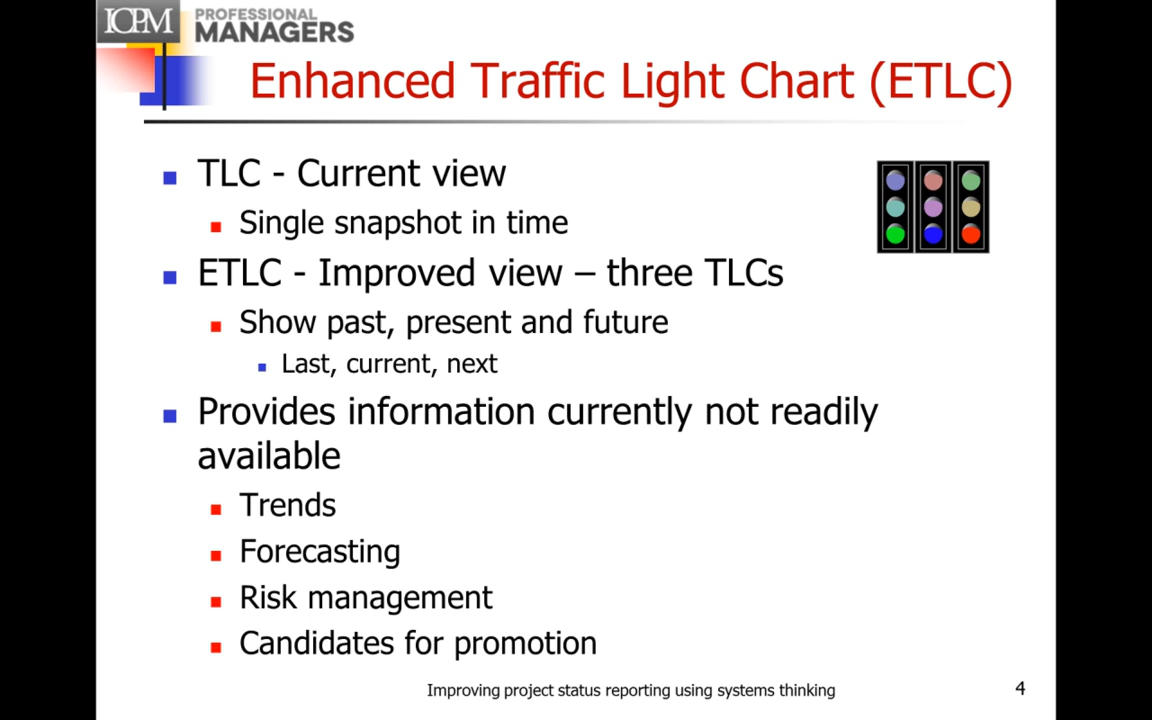 ICPM PROFESSIONAL
MANAGERS
Enhanced Traffic Light Chart (ETLC)
TLC - Current view
Single snapshot in time
ETLC - Improved view – three TLCs
Show past, present and future
Last, current, next
Provides information currently not readily
available
Trends
Forecasting
Risk management
Candidates for promotion
Improving project status reporting using systems thinking
4